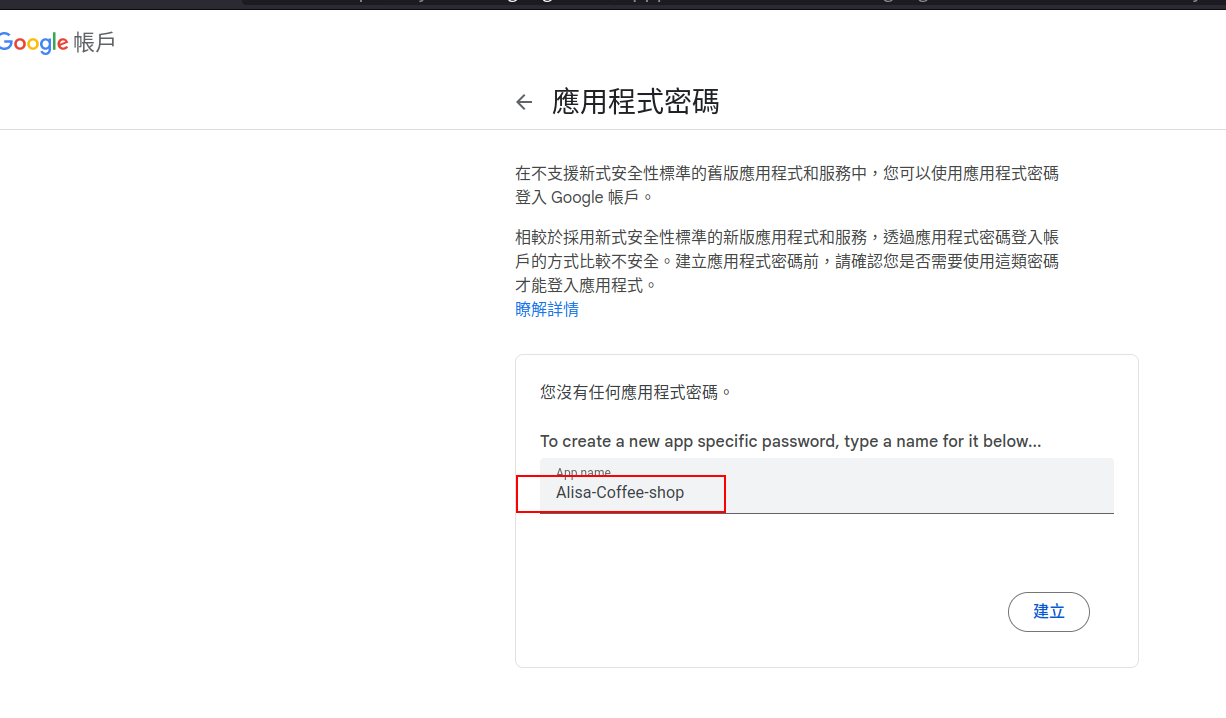 Google 帳戶
應用程式密碼
在不支援新式安全性標準的舊版應用程式和服務中，您可以使用應用程式密碼
登入 Google 帳戶。
相較於採用新式安全性標準的新版應用程式和服務，透過應用程式密碼登入帳
戶的方式比較不安全。建立應用程式密碼前，請確認您是否需要使用這類密碼
才能登入應用程式。
瞭解詳情
您沒有任何應用程式密碼。
To create a new app specific password, type a name for it below...
App name
Alisa-Coffee-shop
建立